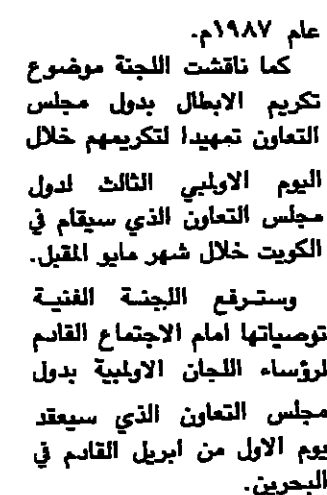 عام ١٩٨٧م.
كما ناقشت اللجنة موضوع
تكريم الابطال بدول مجلس
التعاون تمهيدا لتكريمهم خلال
اليوم الاولمبي الثالث لدول
مجلس التعاون الذي سيقام في
الكويت خلال شهر مايو المقبل.
وسترفع اللجنة الفنية
توصياتها امام الاجتماع القادم
لرؤساء اللجان الاولمبية بدول
مجلس التعاون الذي سيعقد
يوم الاول من ابريل القادم في
البحرين.